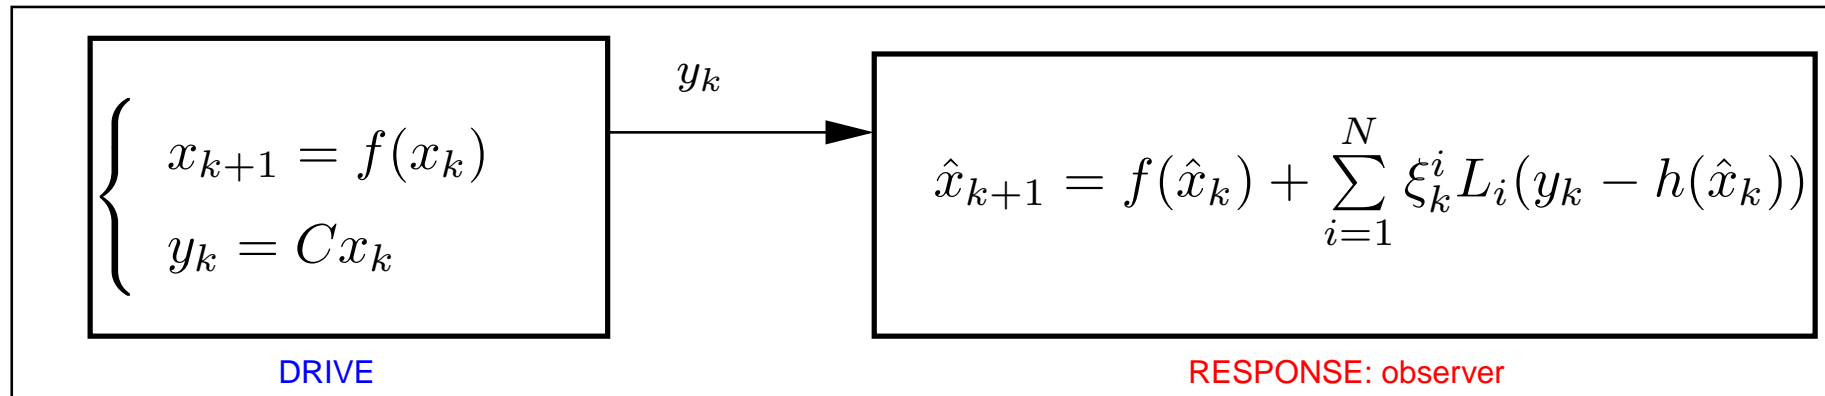 y_k
x_{k+1} = f(x_k)
y_k = Cx_k
\hat{x}_{k+1} = f(\hat{x}_k) + \sum_{i=1}^{N} \xi_k^i L_i(y_k - h(\hat{x}_k))
DRIVE
RESPONSE: observer